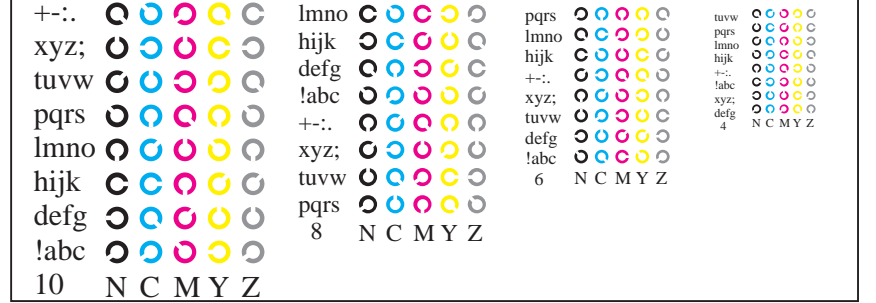 +-:.
xyz;
tuvw
pqrs
lmno
hijk
defg
!abc
10 N C M Y Z
lmno
hijk
defg
!abc
+-:.
xyz;
tuvw
pqrs
8 N C M Y Z
pqrs
lmno
hijk
+-:.
xyz;
tuvw
defg
!abc
6 N C M Y Z
tuvw
pqrs
lmno
hijk
+-:.
!abc
xyz;
defg
4 N C M Y Z